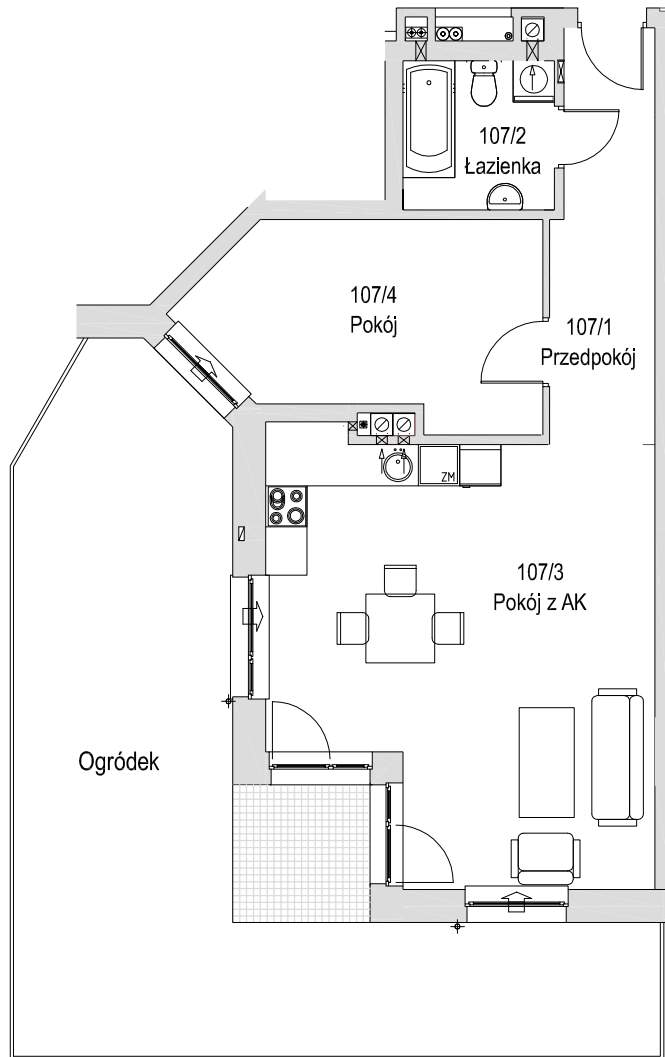 107/2
Łazienka
107/4
Pokój
107/1
Przedpokój
ZM
107/3
Pokój z AK
Ogródek